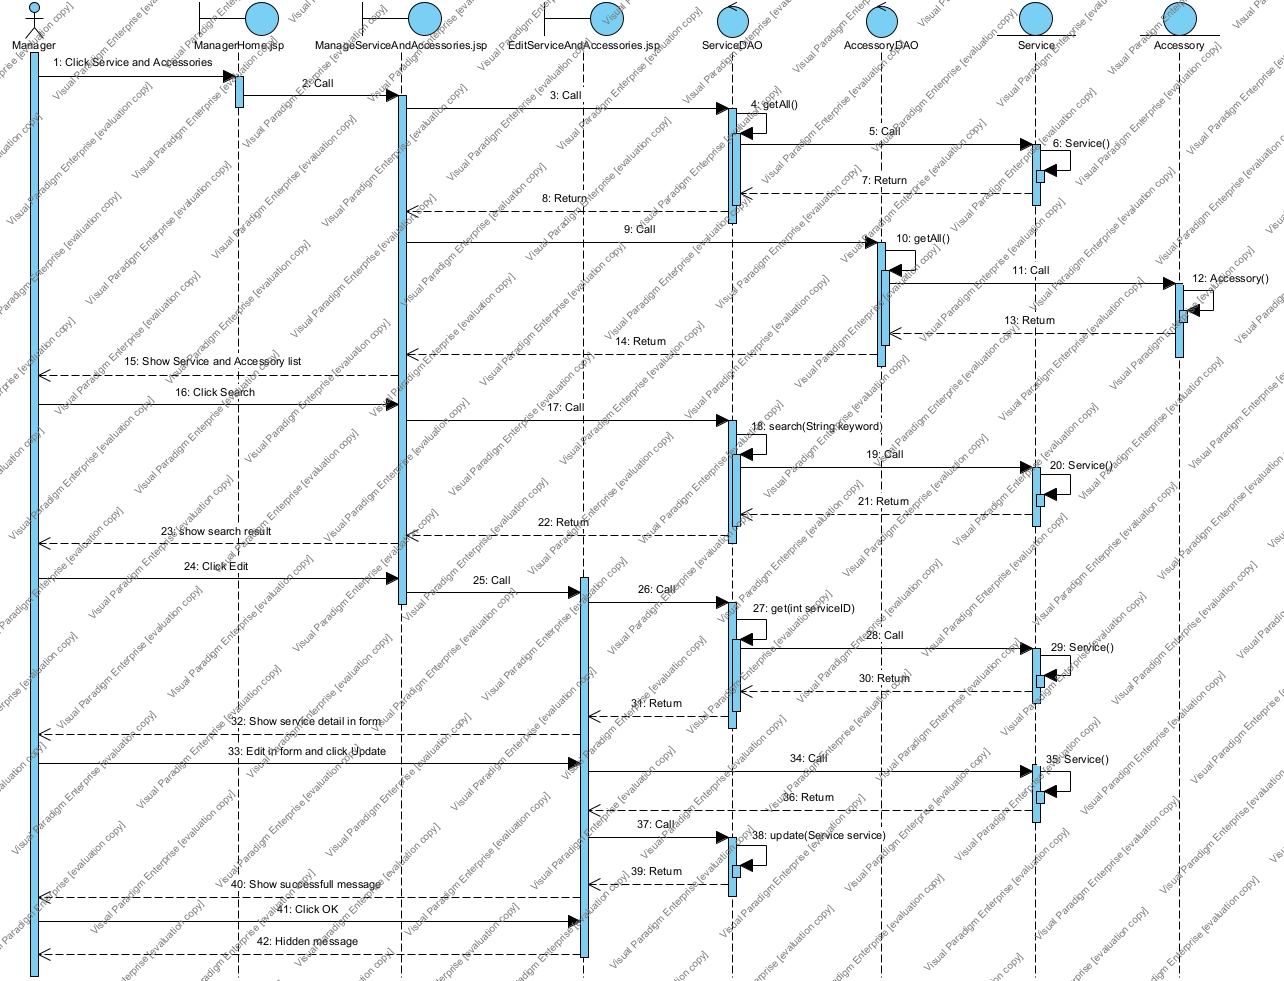 Manager
ManagerHome.jsp
ManageServiceAndAccessories.jsp
EditServiceAndAccessories.jsp
ServiceDAO
AccessoryDAO
Service
Accessory
1: Click Service and Accessories
2: Call
3: Call
4: getAll()
5: Call
6: Service()
7: Return
8: Return
9: Call
10: getAll()
11: Call
12: Accessory()
13: Return
14: Return
15: Show Service and Accessory list
16: Click Search
17: Call
18: search(String keyword)
19: Call
20: Service()
21: Return
22: Return
23: show search result
24: Click Edit
25: Call
26: Call
27: get(int serviceID)
28: Call
29: Service()
30: Return
31: Return
32: Show service detail in form
33: Edit in form and click Update
34: Call
35: Service()
36: Return
37: Call
38: update(Service service)
39: Return
40: Show successfull message
41: Click OK
42: Hidden message
Visual Paradigm Enterprise [evaluation copy]